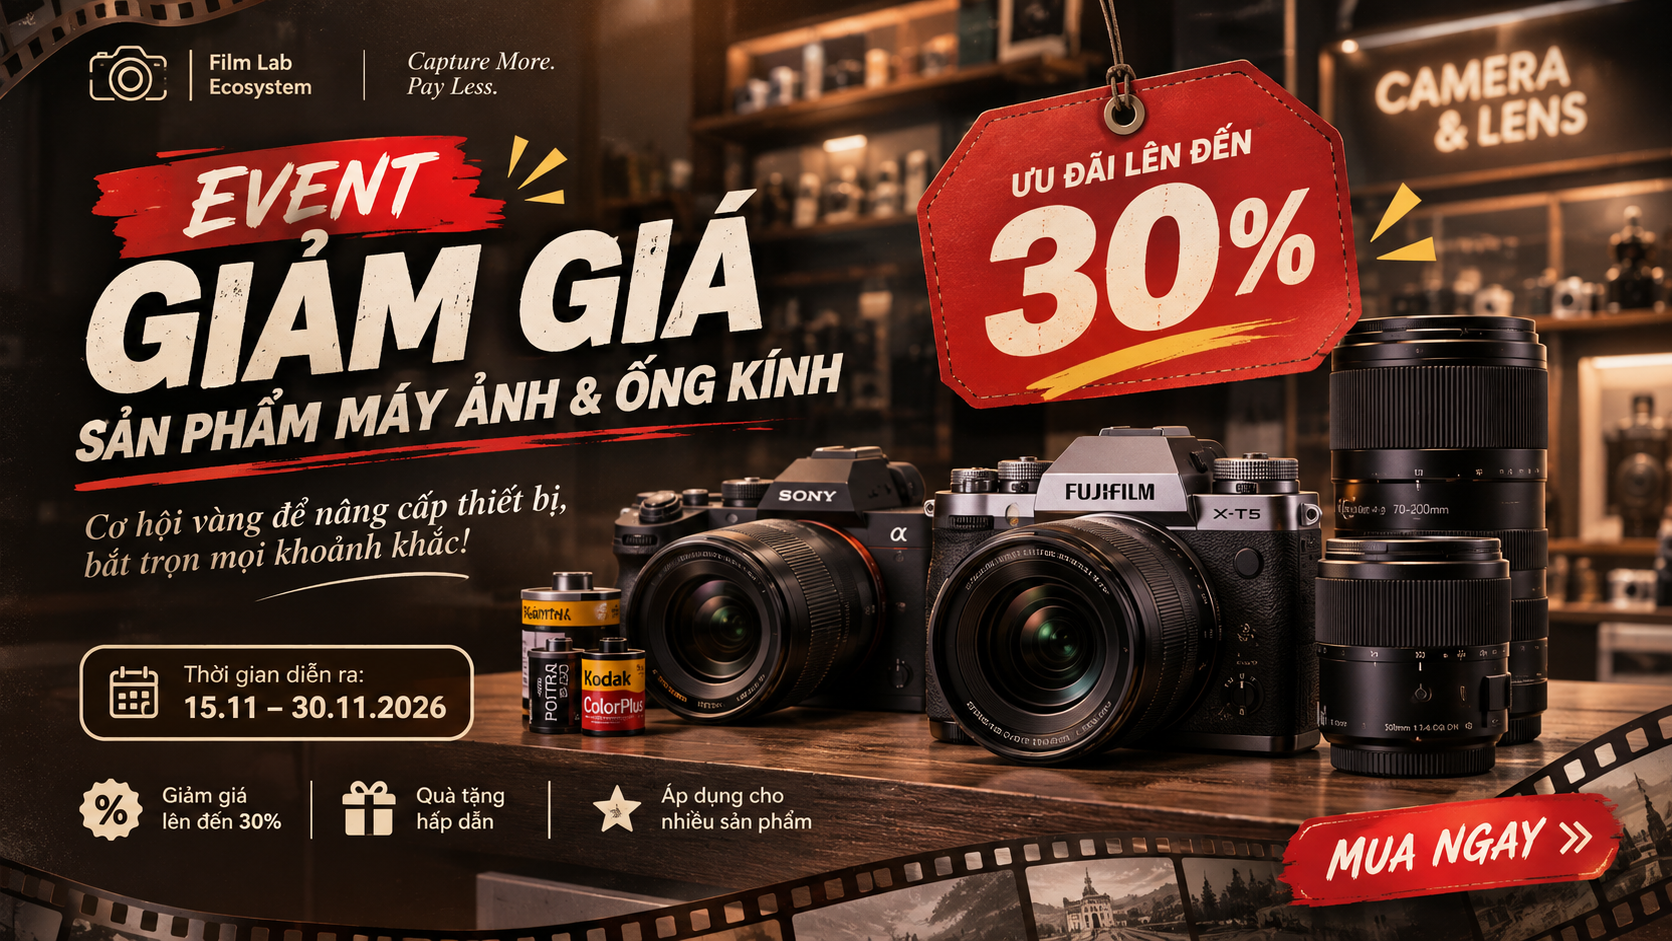 Film Lab
Ecosystem
Capture More.
Pay Less.
EVENT
GIẢM GIÁ
SẢN PHẨM MÁY ẢNH & ỐNG KÍNH
Cơ hội vàng để nâng cấp thiết bị,
bắt trọn mọi khoảnh khắc!
Thời gian diễn ra:
15.11 – 30.11.2026
Giảm giá
lên đến 30%
Quà tặng
hấp dẫn
Áp dụng cho
nhiều sản phẩm
ƯU ĐÃI LÊN ĐẾN
30%
CAMERA
& LENS
SONY
α
FUJIFILM
X-T5
70-200mm
Kodak
ColorPlus
MUA NGAY